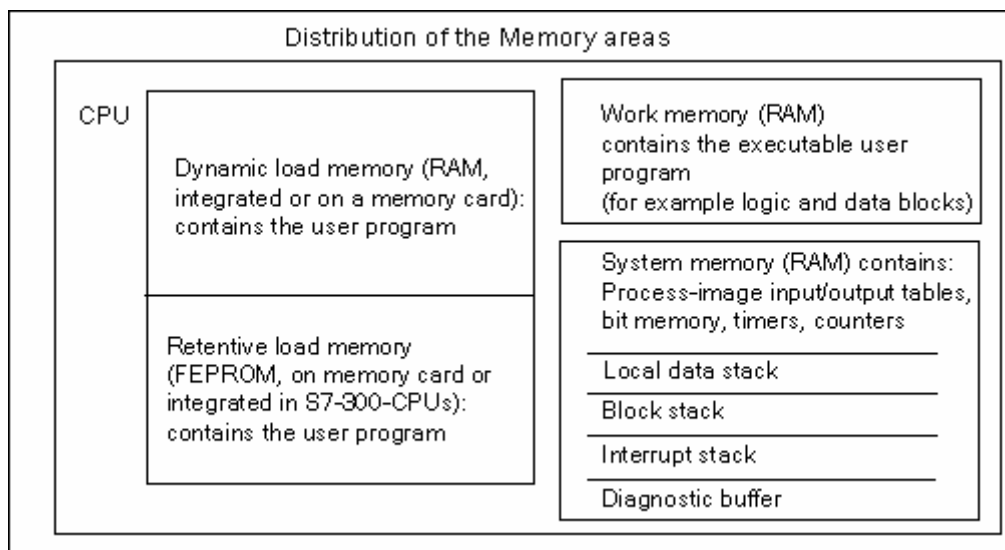 Distribution of the Memory areas
CPU
Dynamic load memory (RAM,
integrated or on a memory card):
contains the user program
Retentive load memory
(FEPROM, on memory card or
integrated in S7-300-CPUs):
contains the user program
Work memory (RAM)
contains the executable user
program
(for example logic and data blocks)
System memory (RAM) contains:
Process-image input/output tables,
bit memory, timers, counters
Local data stack
Block stack
Interrupt stack
Diagnostic buffer